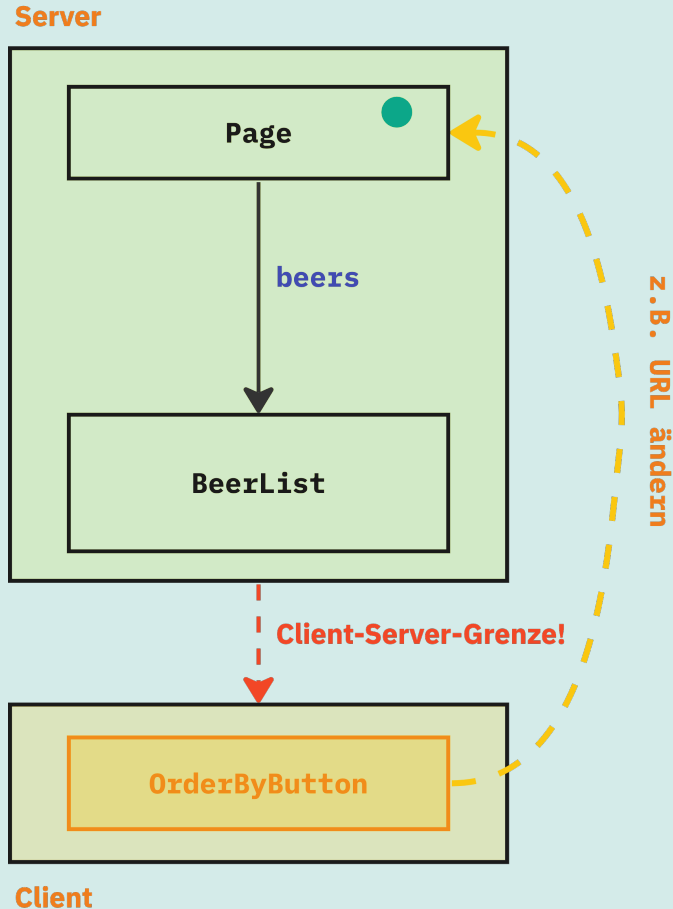 Server
Page
beers
z.B. URL ändern
BeerList
Client-Server-Grenze!
OrderByButton
Client